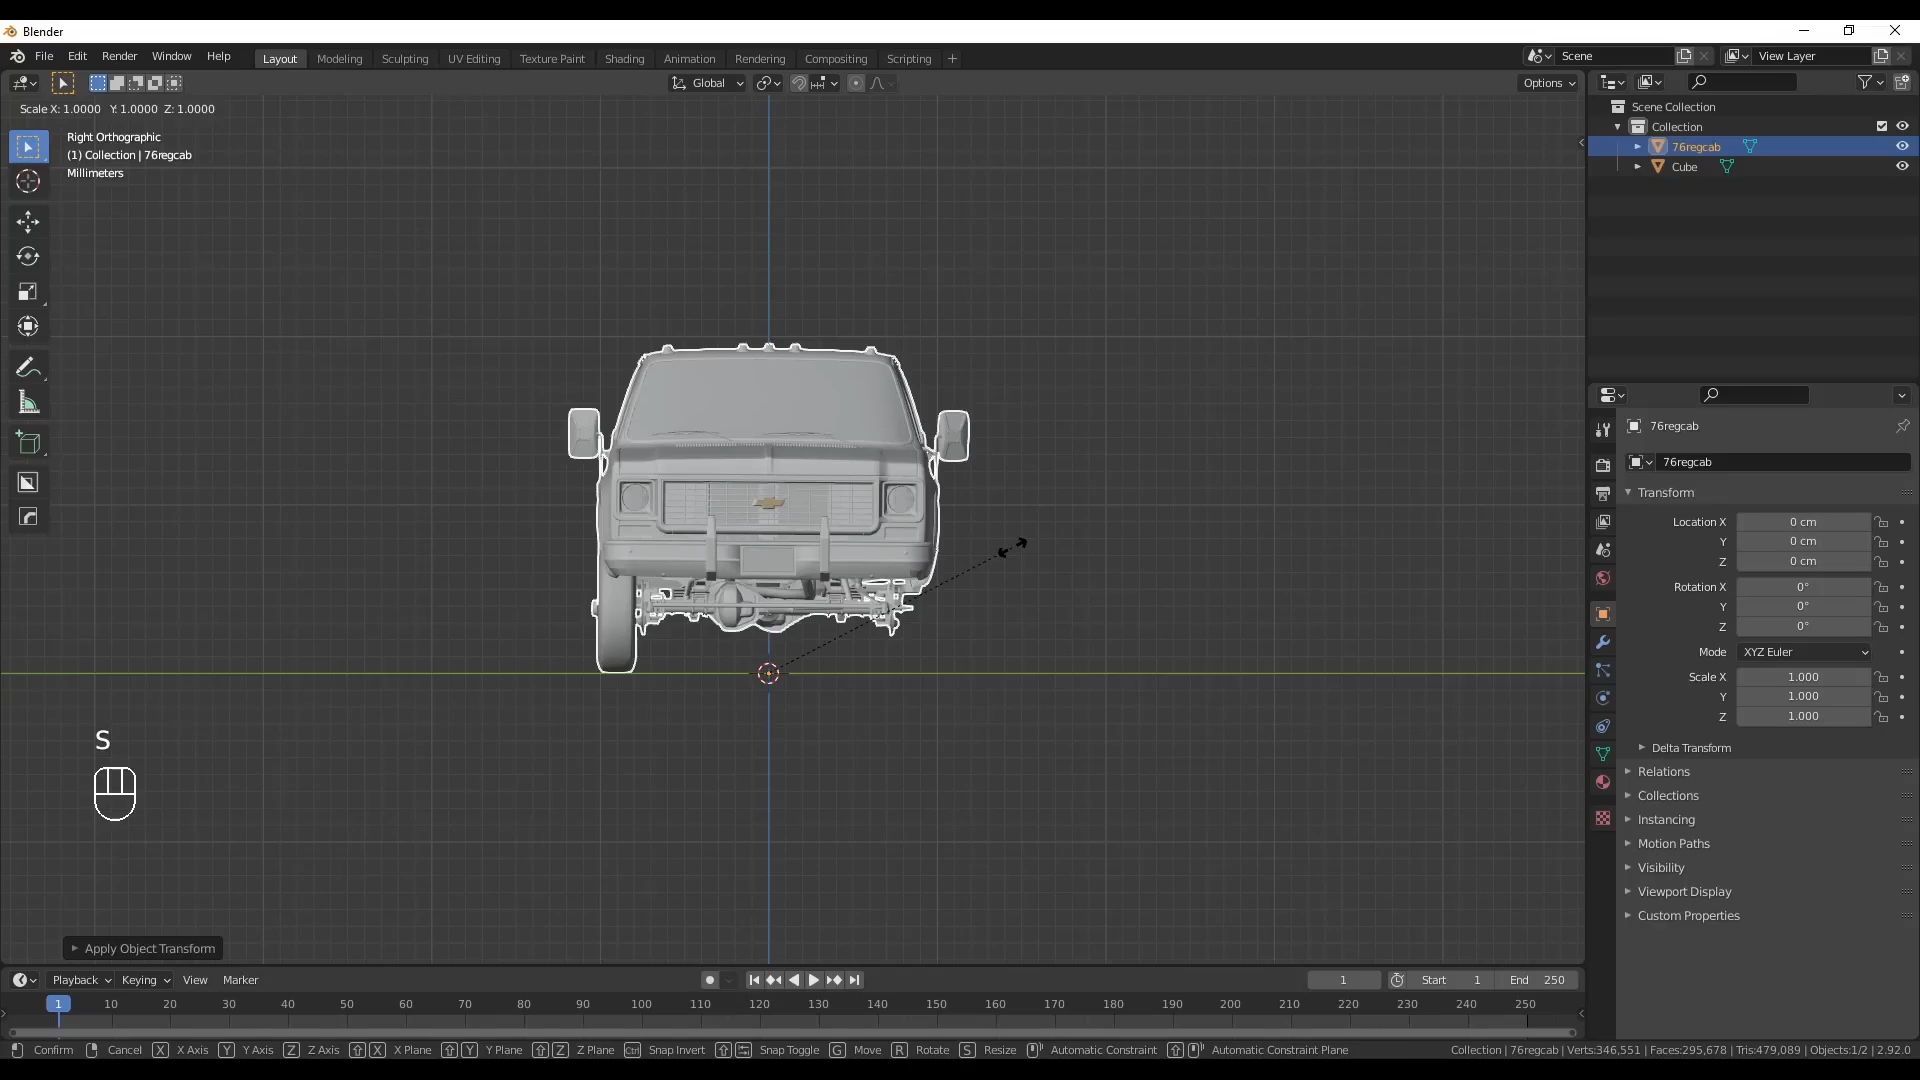 Blender
File Edit Render Window Help Layout Modeling Sculpting UV Editing Texture Paint Shading Animation Rendering Compositing Scripting + Scene View Layer
Global Options
Scale X: 1.0000 Y: 1.0000 Z: 1.0000
Right Orthographic
(1) Collection | 76regcab
Millimeters
Scene Collection
Collection
76regcab
Cube
76regcab
76regcab
Transform
Location X 0 cm
Y 0 cm
Z 0 cm
Rotation X 0°
Y 0°
Z 0°
Mode XYZ Euler
Scale X 1.000
Y 1.000
Z 1.000
Delta Transform
Relations
Collections
Instancing
Motion Paths
Visibility
Viewport Display
Custom Properties
S
Apply Object Transform
Playback Keying View Marker 1 Start 1 End 250
1 10 20 30 40 50 60 70 80 90 100 110 120 130 140 150 160 170 180 190 200 210 220 230 240 250
Confirm Cancel X X Axis Y Y Axis Z Z Axis X X Plane Y Y Plane Z Z Plane Ctrl Snap Invert Snap Toggle G Move R Rotate S Resize Automatic Constraint Automatic Constraint Plane Collection | 76regcab | Verts:346,551 | Faces:295,678 | Tris:479,089 | Objects:1/2 | 2.92.0